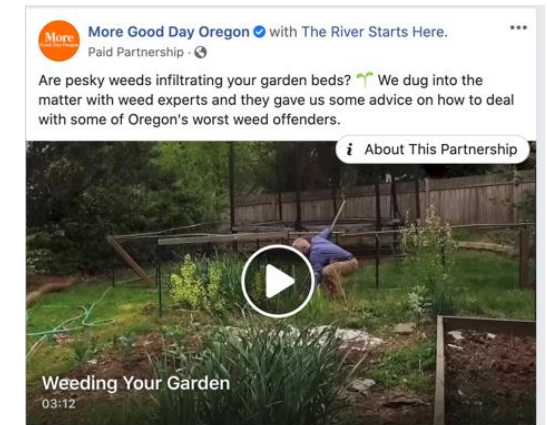 More
Good Day Oregon
More Good Day Oregon with The River Starts Here.
Paid Partnership ·
Are pesky weeds infiltrating your garden beds? 🌱 We dug into the
matter with weed experts and they gave us some advice on how to deal
with some of Oregon's worst weed offenders.
i About This Partnership
Weeding Your Garden
03:12